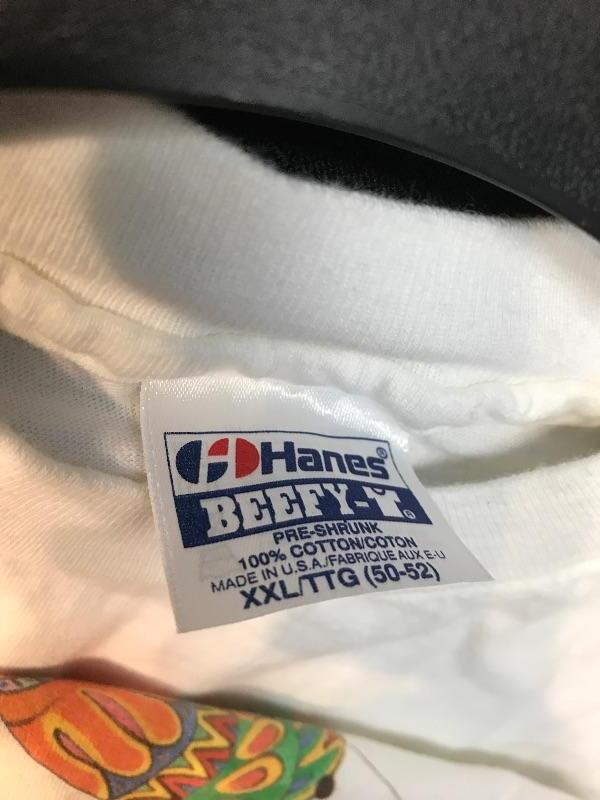 Hanes®
BEEFY-T®
PRE-SHRUNK
100% COTTON/COTON
MADE IN U.S.A./FABRIQUE AUX E-U
XXL/TTG (50-52)